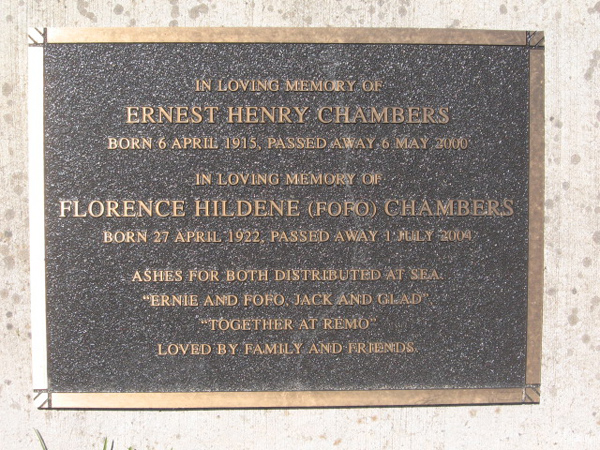 IN LOVING MEMORY OF
ERNEST HENRY CHAMBERS
BORN 6 APRIL 1915, PASSED AWAY 6 MAY 2000
IN LOVING MEMORY OF
FLORENCE HILDENE (FOFO) CHAMBERS
BORN 27 APRIL 1922, PASSED AWAY 1 JULY 2004
ASHES FOR BOTH DISTRIBUTED AT SEA:
"ERNIE AND FOFO, JACK AND GLAD"
"TOGETHER AT REMO"
LOVED BY FAMILY AND FRIENDS.